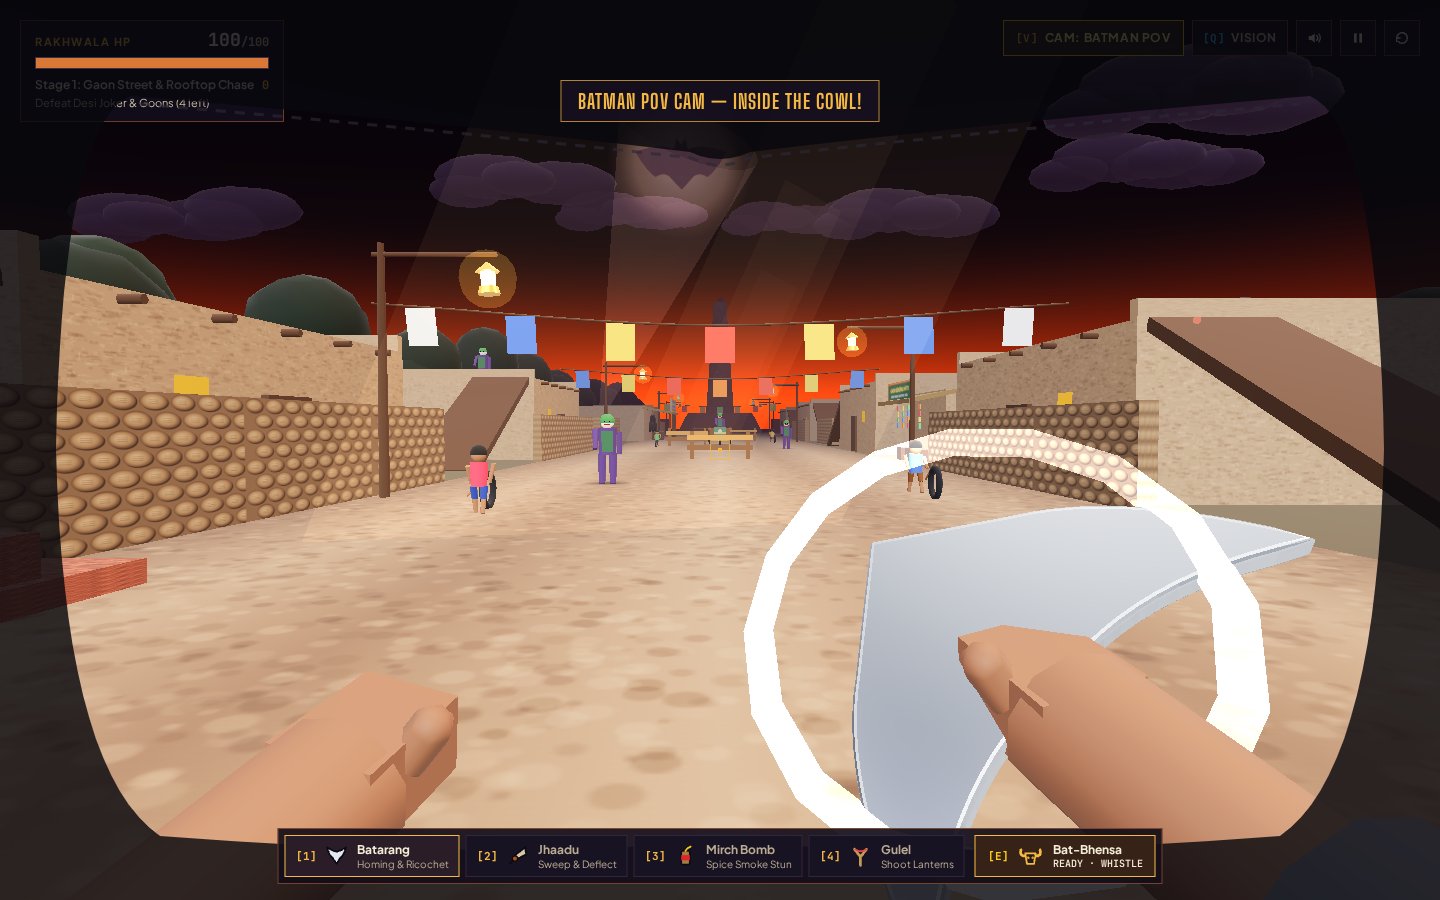 RAKHWALA HP 100/100
Stage 1: Gaon Street & Rooftop Chase 0
Defeat Desi Joker & Goons (4 left)
[V] CAM: BATMAN POV
[Q] VISION
BATMAN POV CAM — INSIDE THE COWL!
[1] Batarang
Homing & Ricochet
[2] Jhaadu
Sweep & Deflect
[3] Mirch Bomb
Spice Smoke Stun
[4] Gulel
Shoot Lanterns
[E] Bat-Bhensa
READY · WHISTLE